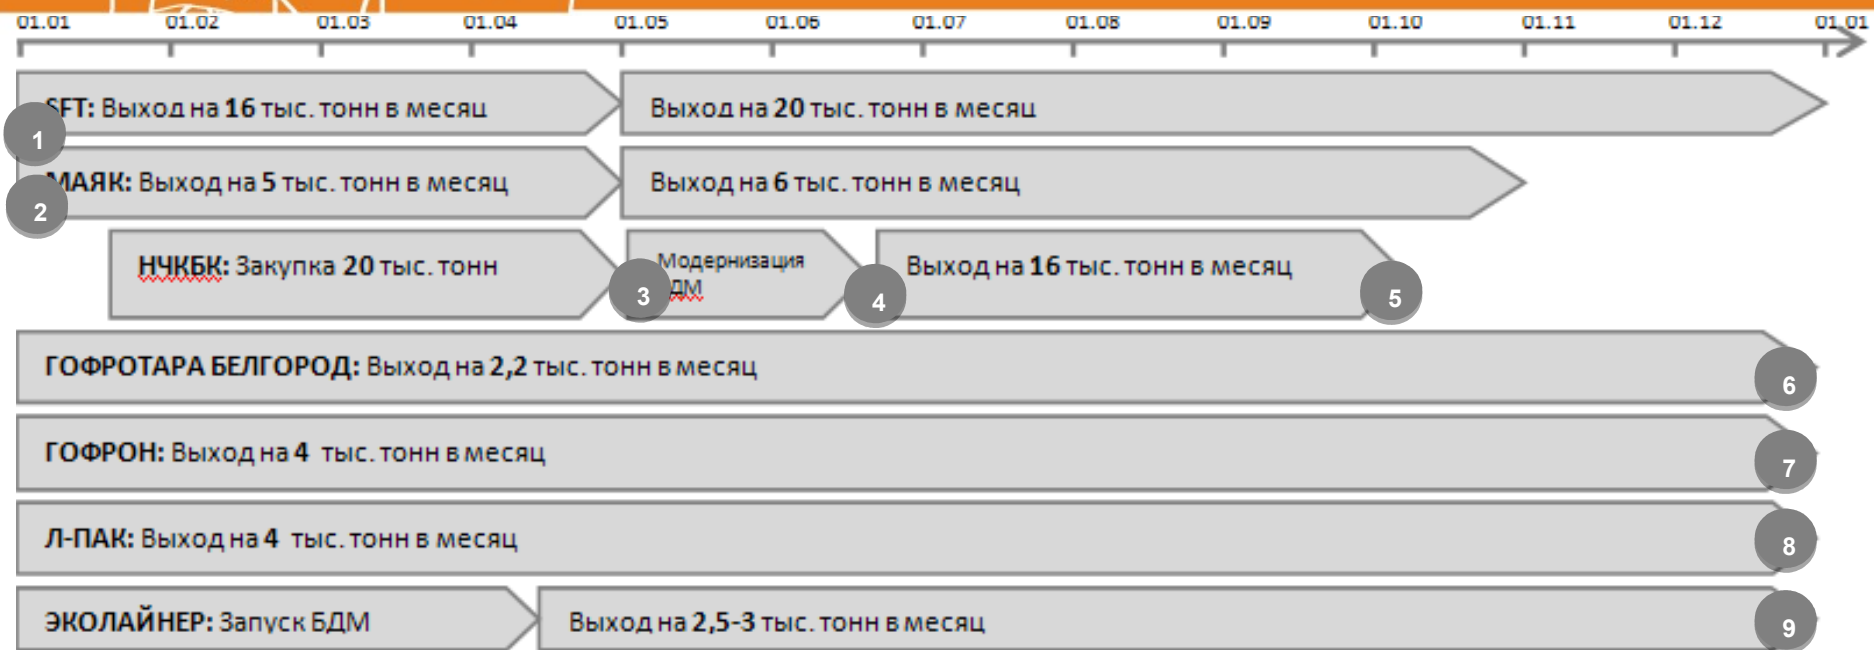 01.01 01.02 01.03 01.04 01.05 01.06 01.07 01.08 01.09 01.10 01.11 01.12 01.01
SFT: Выход на 16 тыс. тонн в месяц
Выход на 20 тыс. тонн в месяц
1
МАЯК: Выход на 5 тыс. тонн в месяц
Выход на 6 тыс. тонн в месяц
2
НЧКБК: Закупка 20 тыс. тонн
3
Модернизация
ДМ
4
Выход на 16 тыс. тонн в месяц
5
ГОФРОТАРА БЕЛГОРОД: Выход на 2,2 тыс. тонн в месяц
6
ГОФРОН: Выход на 4 тыс. тонн в месяц
7
Л-ПАК: Выход на 4 тыс. тонн в месяц
8
ЭКОЛАЙНЕР: Запуск БДМ
Выход на 2,5-3 тыс. тонн в месяц
9